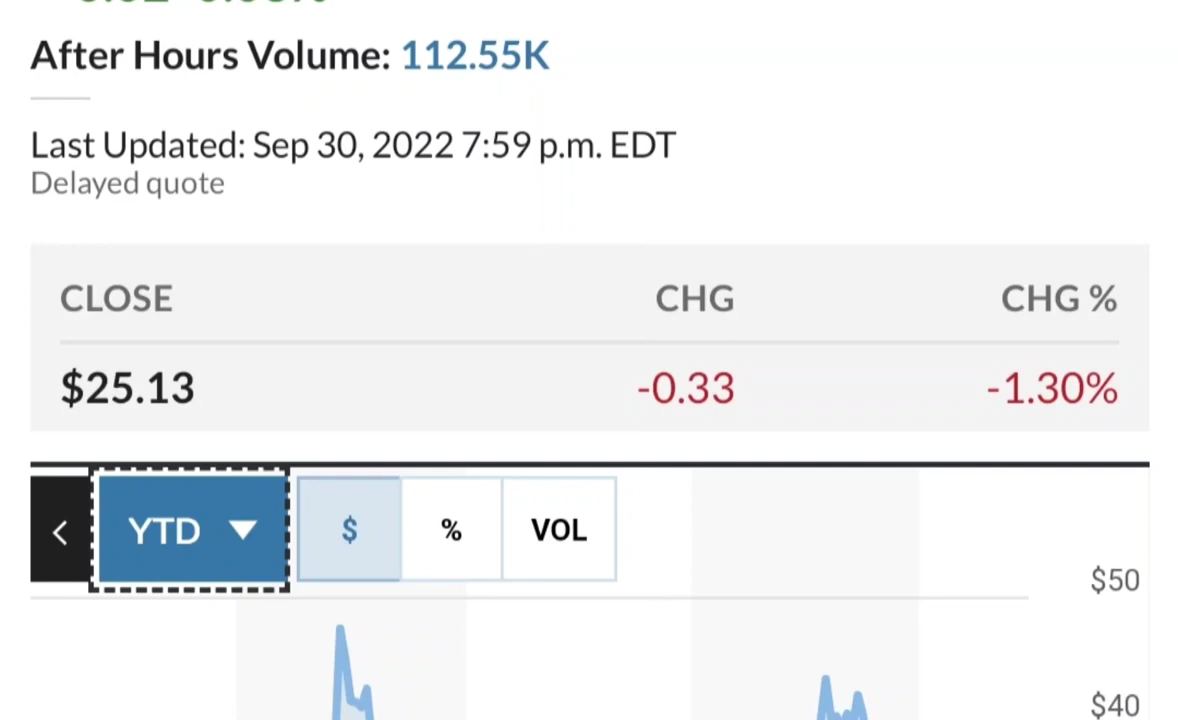 After Hours Volume: 112.55K
Last Updated: Sep 30, 2022 7:59 p.m. EDT
Delayed quote
CLOSE CHG CHG %
$25.13 -0.33 -1.30%
YTD $ % VOL
$50
$40